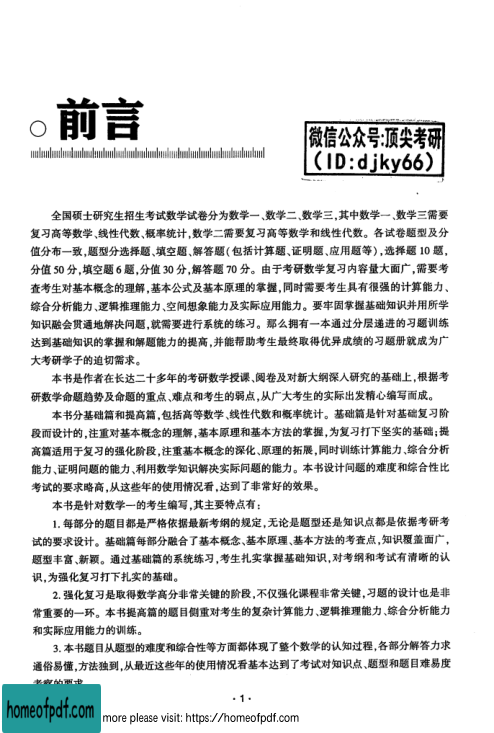 前言
微信公众号:顶尖考研
(ID:djky66)
全国硕士研究生招生考试数学试卷分为数学一、数学二、数学三,其中数学一、数学三需要
复习高等数学、线性代数、概率统计,数学二需要复习高等数学和线性代数。各试卷题型及分
值分布一致,题型分选择题、填空题、解答题(包括计算题、证明题、应用题等),选择题 10 题,
分值 50 分,填空题 6 题,分值 30 分,解答题 70 分。由于考研数学复习内容量大面广,需要考
查考生对基本概念的理解,基本公式及基本原理的掌握,同时需要考生具有很强的计算能力、
综合分析能力、逻辑推理能力、空间想象能力及实际应用能力。要牢固掌握基础知识并用所学
知识融会贯通地解决问题,就需要进行系统的练习。那么拥有一本通过分层递进的习题训练
达到基础知识的掌握和解题能力的提高,并能帮助考生最终取得优异成绩的习题册就成为广
大考研学子的迫切需求。
本书是作者在长达二十多年的考研数学授课、阅卷及对新大纲深入研究的基础上,根据考
研数学命题趋势及命题的重点、难点和考生的弱点,从广大考生的实际出发精心编写而成。
本书分基础篇和提高篇,包括高等数学、线性代数和概率统计。基础篇是针对基础复习阶
段而设计的,注重对基本概念的理解,基本原理和基本方法的掌握,为复习打下坚实的基础;提
高篇适用于复习的强化阶段,注重基本概念的深化、原理的拓展,同时训练计算能力、综合分析
能力、证明问题的能力、利用数学知识解决实际问题的能力。本书设计问题的难度和综合性比
考试的要求略高,从这些年的使用情况看,达到了非常好的效果。
本书是针对数学一的考生编写,其主要特点有:
1. 每部分的题目都是严格依据最新考纲的规定,无论是题型还是知识点都是依据考研考
试的要求设计。基础篇每部分融合了基本概念、基本原理、基本方法的考查点,知识覆盖面广,
题型丰富、新颖。通过基础篇的系统练习,考生扎实掌握基础知识,对考纲和考试有清晰的认
识,为强化复习打下扎实的基础。
2. 强化复习是取得数学高分非常关键的阶段,不仅强化课程非常关键,习题的设计也是非
常重要的一环。本书提高篇的题目侧重对考生的复杂计算能力、逻辑推理能力、综合分析能力
和实际应用能力的训练。
3. 本书题目从题型的难度和综合性等方面都体现了整个数学的认知过程,各部分解答力求
通俗易懂,方法独到,从最近这些年的使用情况看基本达到了考试对知识点、题型和题目难易度
考察的要求
· 1 ·
homeofpdf.com
more please visit: https://homeofpdf.com